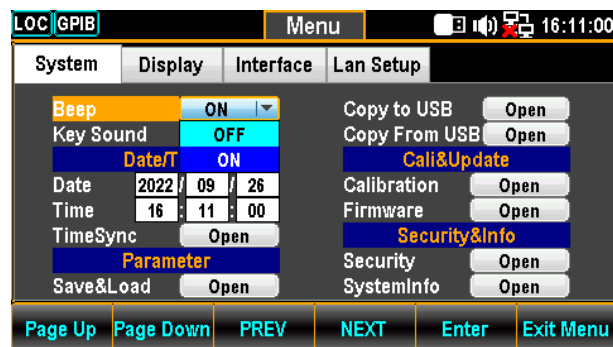 LOC GPIB Menu 16:11:00
System Display Interface Lan Setup
Beep ON
OFF
ON
Key Sound
Date/T
Date 2022 / 09 / 26
Time 16 : 11 : 00
TimeSync Open
Parameter
Save&Load Open
Copy to USB Open
Copy From USB Open
Cali&Update
Calibration Open
Firmware Open
Security&Info
Security Open
SystemInfo Open
Page Up Page Down PREV NEXT Enter Exit Menu